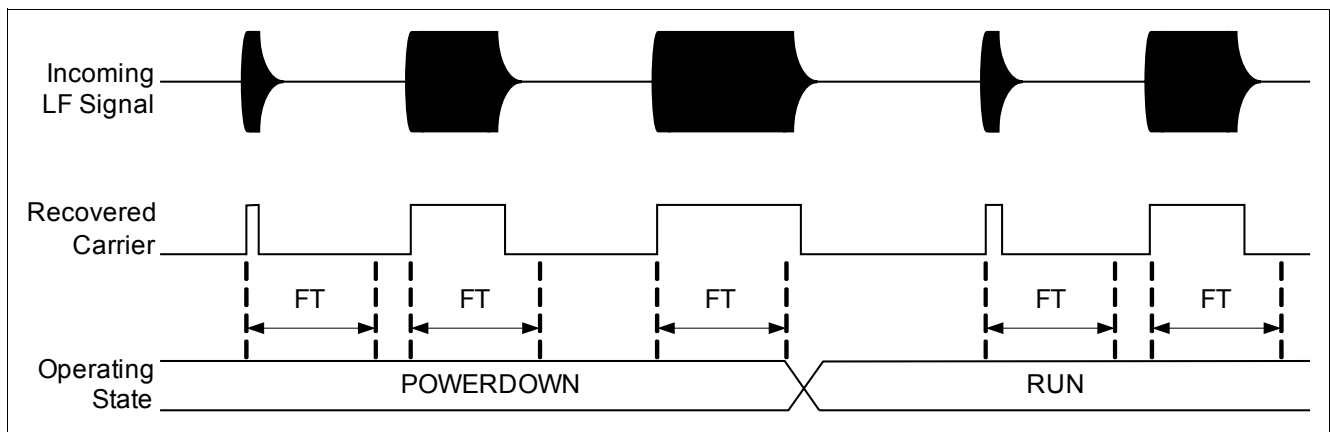 Incoming
LF Signal
Recovered
Carrier
FT
FT
FT
FT
FT
Operating
State
POWERDOWN
RUN